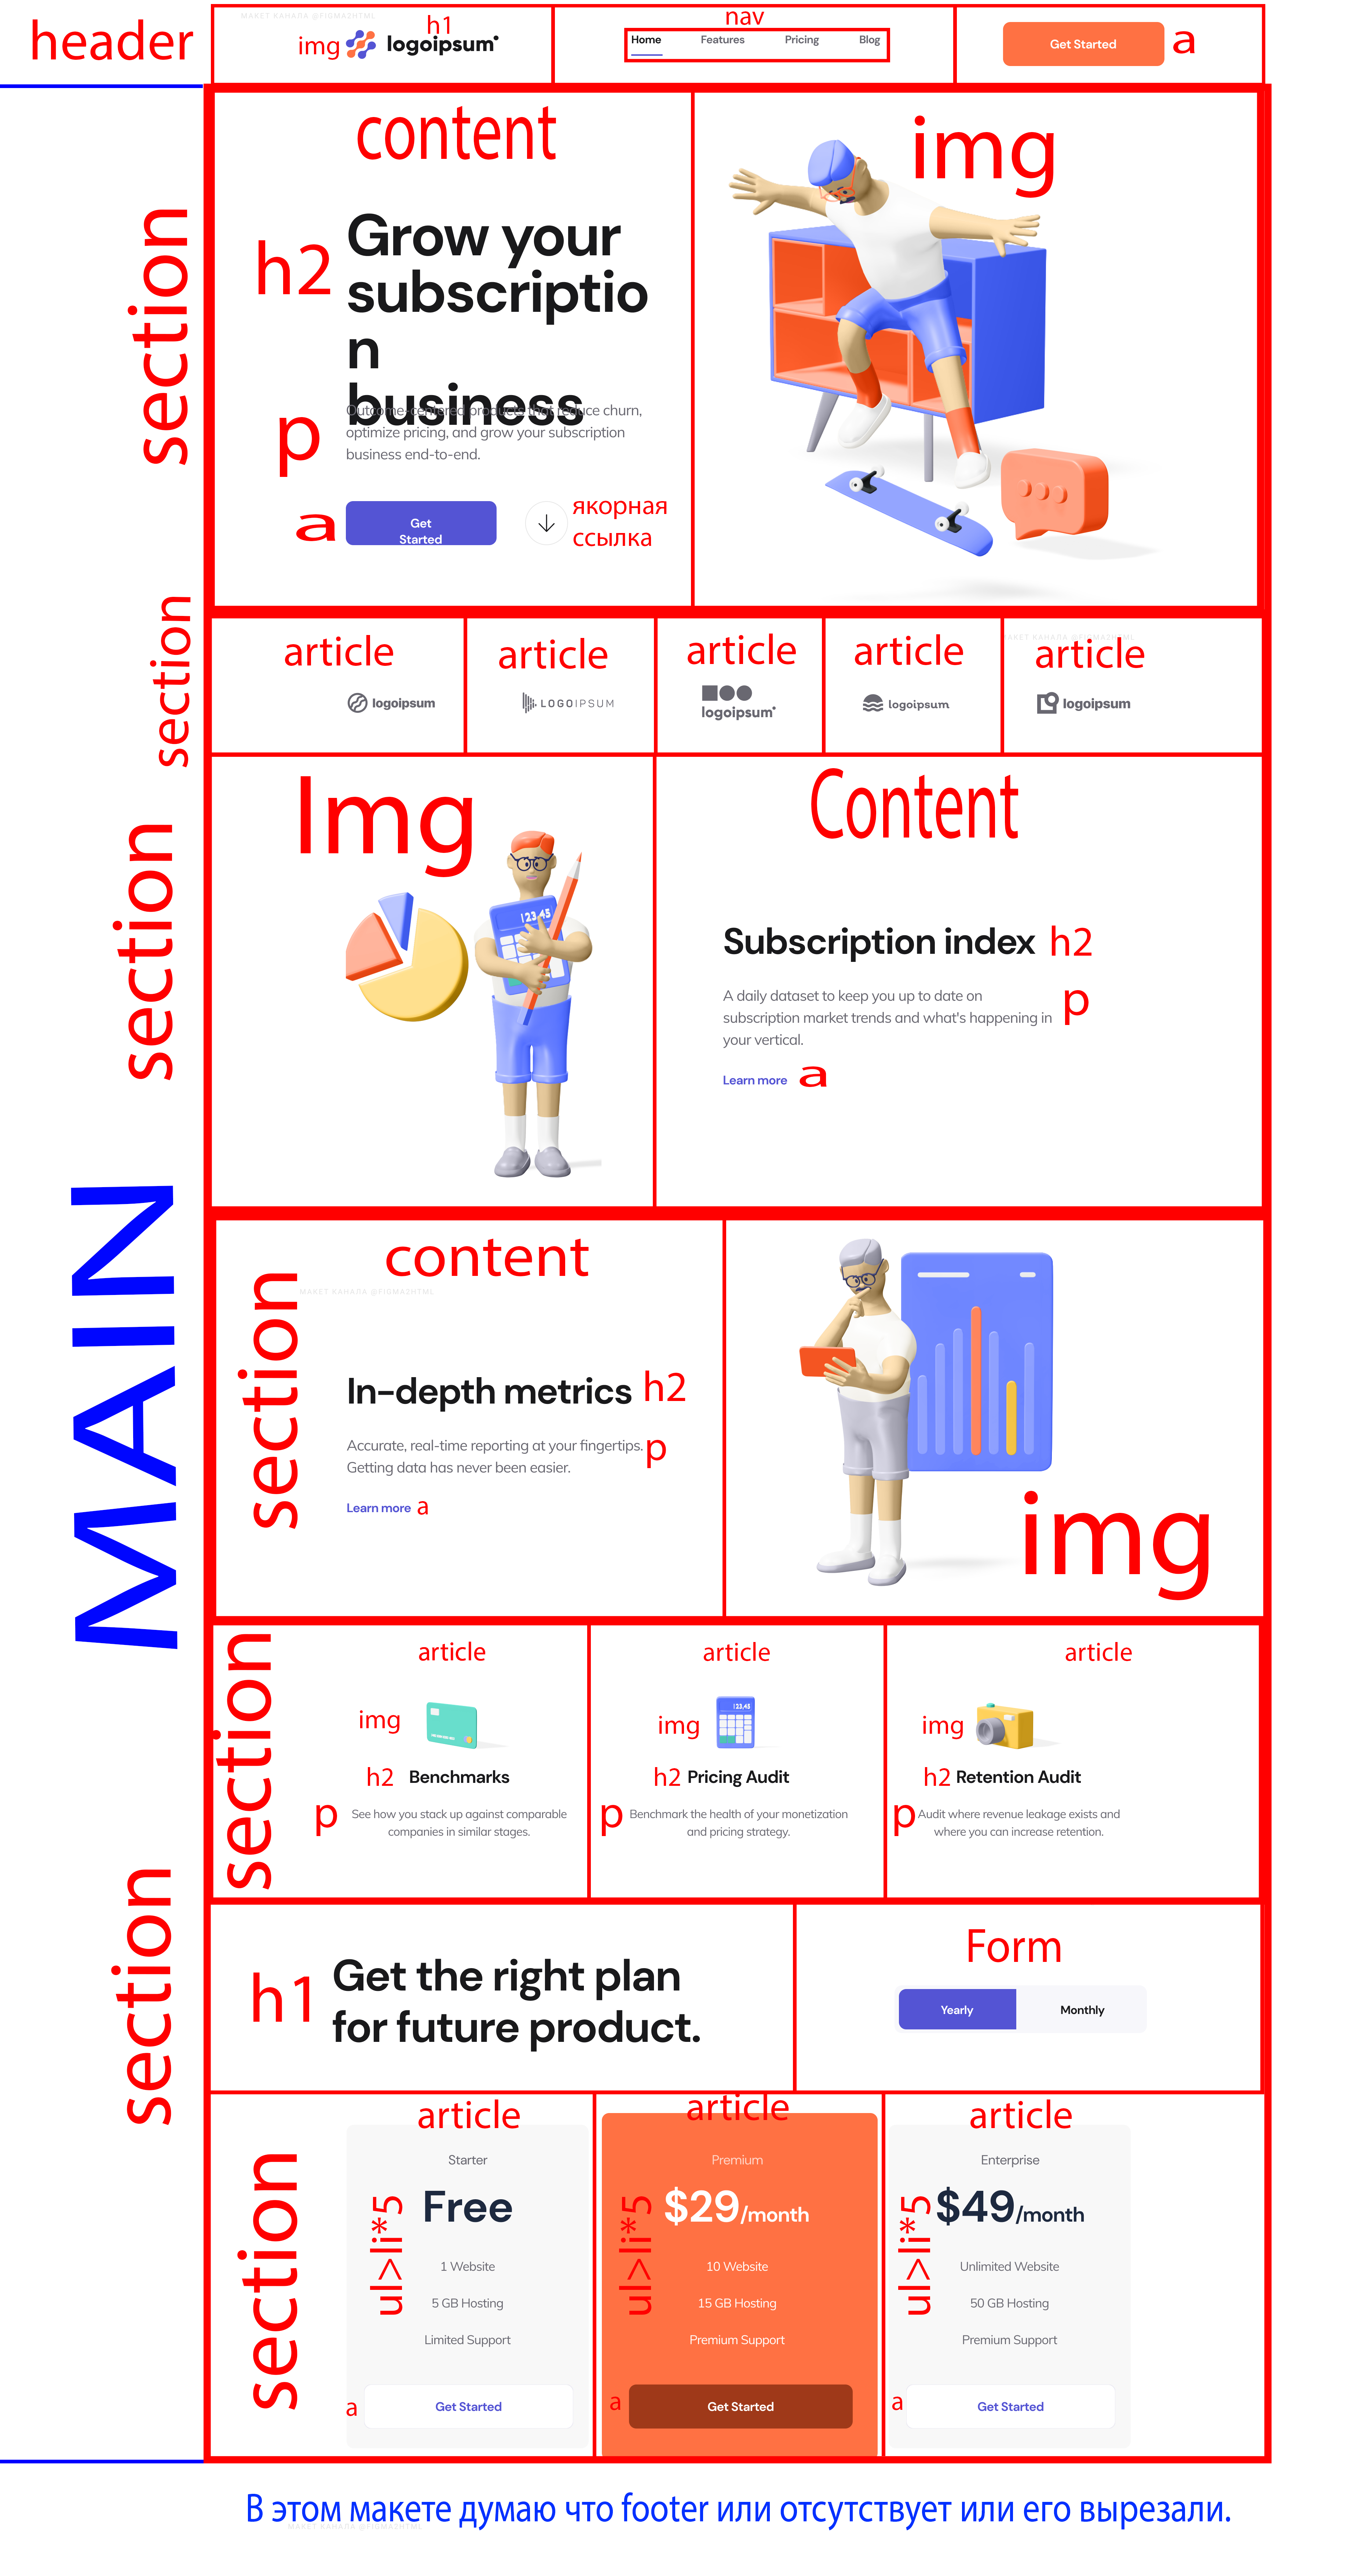 МАКЕТ КАНАЛА @FIGMA2HTML
header
img
h1
logoipsum
nav
Home Features Pricing Blog
Get Started
a
content
img
section
h2
Grow your
subscriptio
n
business
p
Outcome-centered products that reduce churn,
optimize pricing, and grow your subscription
business end-to-end.
a
Get
Started
якорная
ссылка
section
article article article article article
МАКЕТ КАНАЛА @FIGMA2HTML
logoipsum LOGOIPSUM logoipsum logoipsum logoipsum
section
Img
123.45
Content
Subscription index
h2
A daily dataset to keep you up to date on
subscription market trends and what's happening in
your vertical.
p
Learn more
a
MAIN
section
content
МАКЕТ КАНАЛА @FIGMA2HTML
In-depth metrics
h2
Accurate, real-time reporting at your fingertips.
Getting data has never been easier.
p
Learn more
a
img
section
article
img
h2
Benchmarks
p
See how you stack up against comparable
companies in similar stages.
article
img
123.45
h2
Pricing Audit
p
Benchmark the health of your monetization
and pricing strategy.
article
img
h2
Retention Audit
p
Audit where revenue leakage exists and
where you can increase retention.
section
h1
Get the right plan
for future product.
Form
Yearly Monthly
section
article
Starter
Free
ul>li*5
1 Website
5 GB Hosting
Limited Support
a
Get Started
article
Premium
$29/month
ul>li*5
10 Website
15 GB Hosting
Premium Support
a
Get Started
article
Enterprise
$49/month
ul>li*5
Unlimited Website
50 GB Hosting
Premium Support
a
Get Started
В этом макете думаю что footer или отсутствует или его вырезали.
МАКЕТ КАНАЛА @FIGMA2HTML